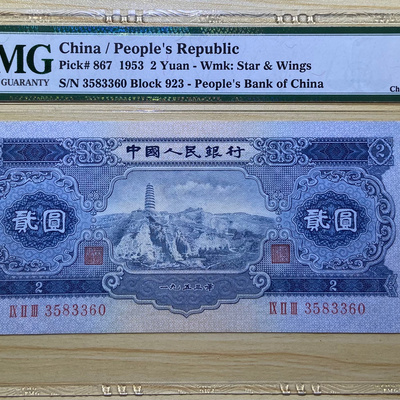 MG China / People's Republic
GUARANTY Pick# 867 1953 2 Yuan - Wmk: Star & Wings
S/N 3583360 Block 923 - People's Bank of China
Ch
中國人民銀行
2
貳圓 貳圓
一九五三年
2 2
IX II III 3583360 IX II III 3583360